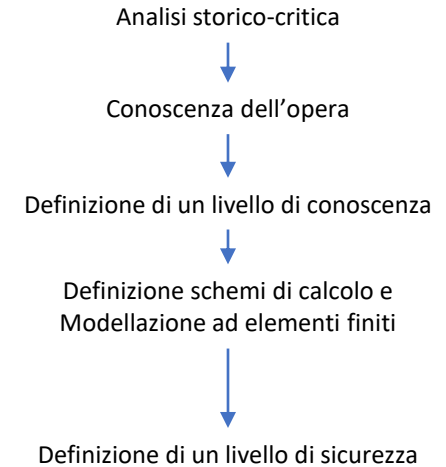 Analisi storico-critica
Conoscenza dell’opera
Definizione di un livello di conoscenza
Definizione schemi di calcolo e
Modellazione ad elementi finiti
Definizione di un livello di sicurezza